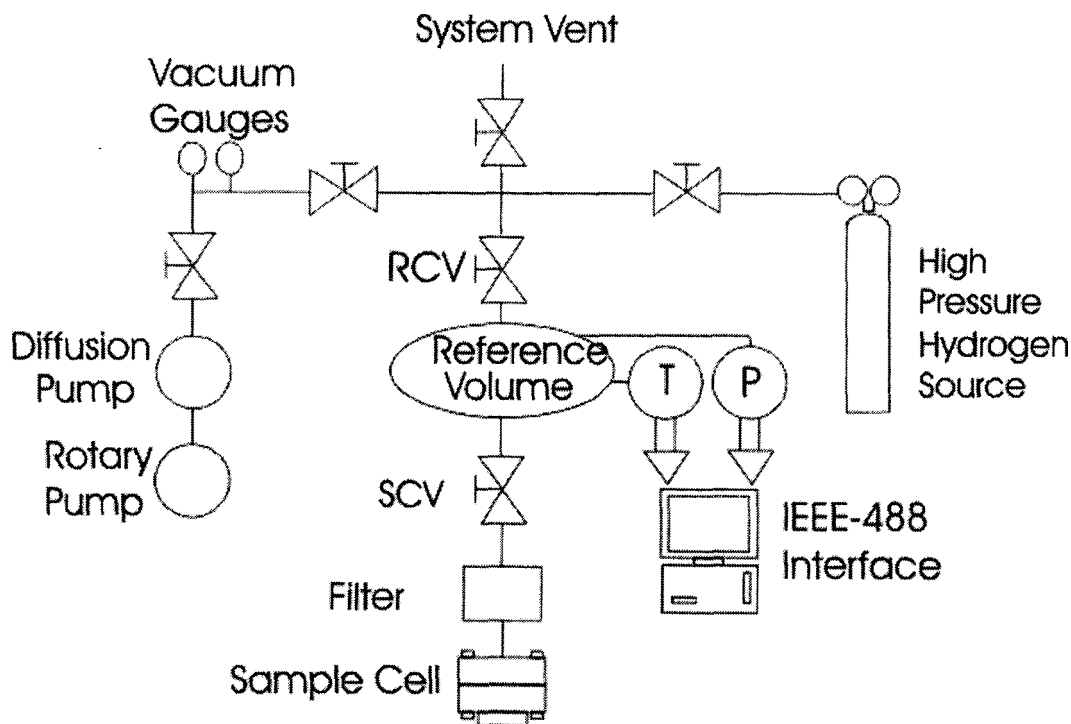 System Vent
Vacuum
Gauges
RCV
High
Pressure
Hydrogen
Source
Diffusion
Pump
Reference
Volume
T
P
Rotary
Pump
SCV
IEEE-488
Interface
Filter
Sample Cell